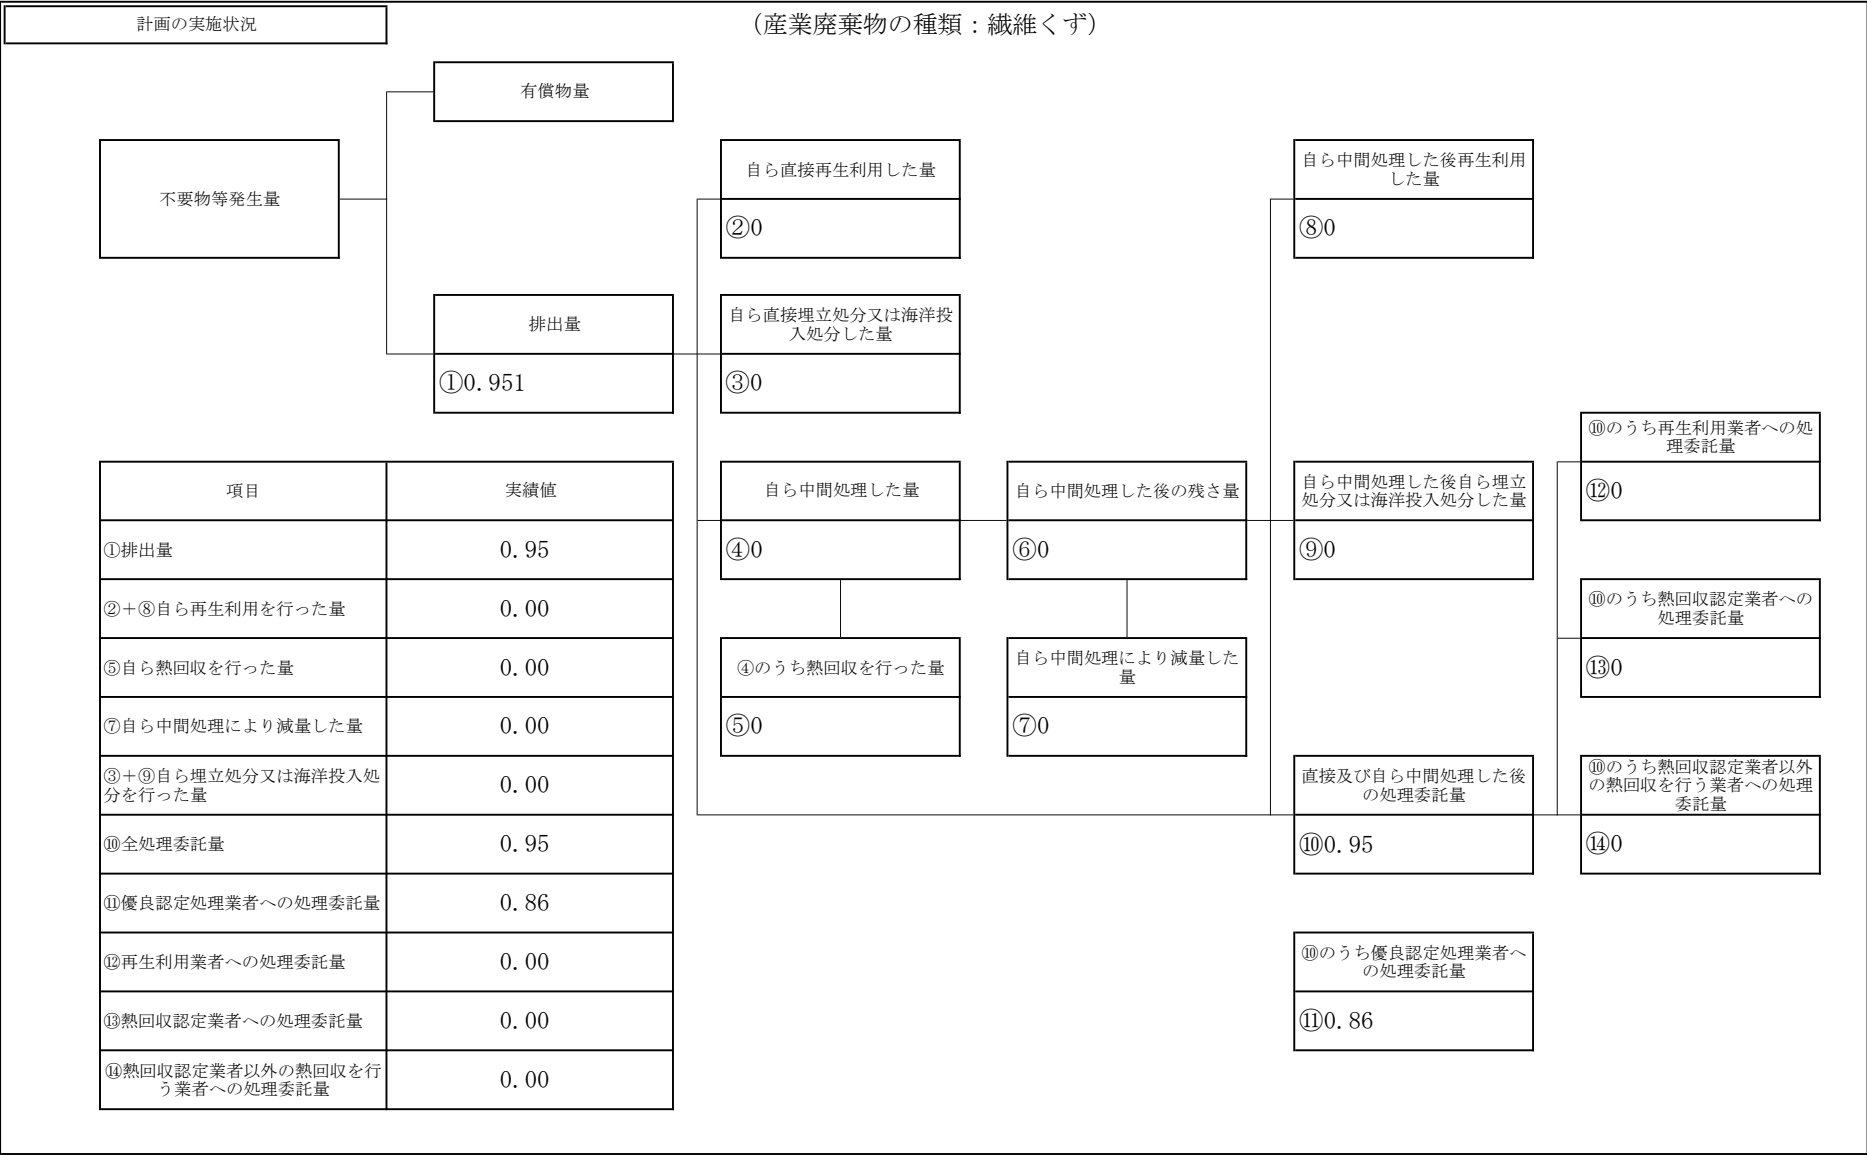 計画の実施状況
（産業廃棄物の種類：繊維くず）
有償物量
不要物等発生量
自ら直接再生利用した量
②0
自ら中間処理した後再生利用
した量
⑧0
排出量
①0.951
自ら直接埋立処分又は海洋投
入処分した量
③0
⑩のうち再生利用業者への処
理委託量
⑫0
項目
実績値
①排出量
0.95
②＋⑧自ら再生利用を行った量
0.00
⑤自ら熱回収を行った量
0.00
⑦自ら中間処理により減量した量
0.00
③＋⑨自ら埋立処分又は海洋投入処
分を行った量
0.00
⑩全処理委託量
0.95
⑪優良認定処理業者への処理委託量
0.86
⑫再生利用業者への処理委託量
0.00
⑬熱回収認定業者への処理委託量
0.00
⑭熱回収認定業者以外の熱回収を行
う業者への処理委託量
0.00
自ら中間処理した量
④0
自ら中間処理した後の残さ量
⑥0
自ら中間処理した後自ら埋立
処分又は海洋投入処分した量
⑨0
⑩のうち熱回収認定業者への
処理委託量
⑬0
④のうち熱回収を行った量
⑤0
自ら中間処理により減量した
量
⑦0
直接及び自ら中間処理した後
の処理委託量
⑩0.95
⑩のうち熱回収認定業者以外
の熱回収を行う業者への処理
委託量
⑭0
⑩のうち優良認定処理業者へ
の処理委託量
⑪0.86